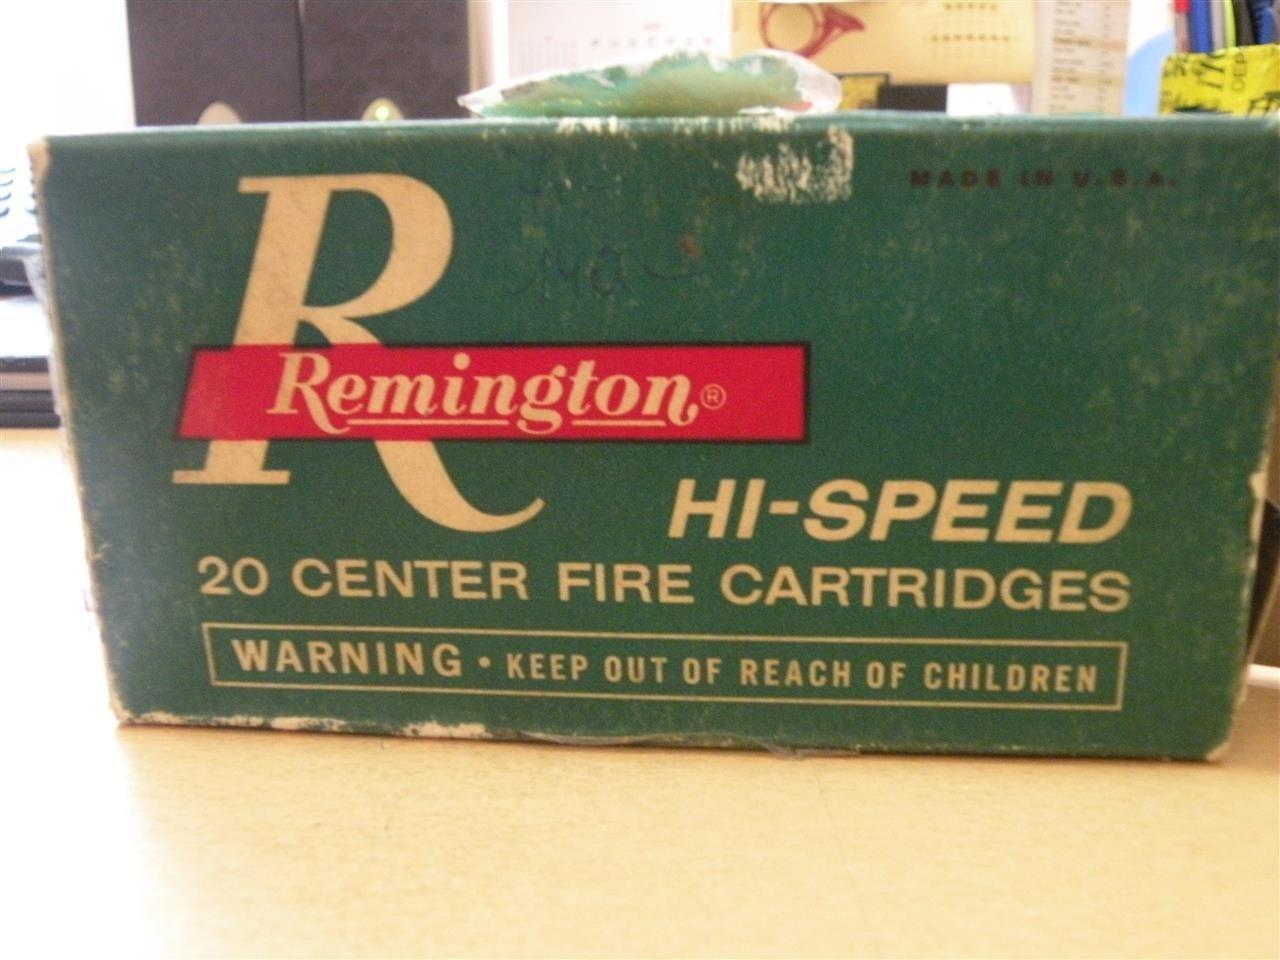 MADE IN U.S.A.
R
Remington®
HI-SPEED
20 CENTER FIRE CARTRIDGES
WARNING • KEEP OUT OF REACH OF CHILDREN